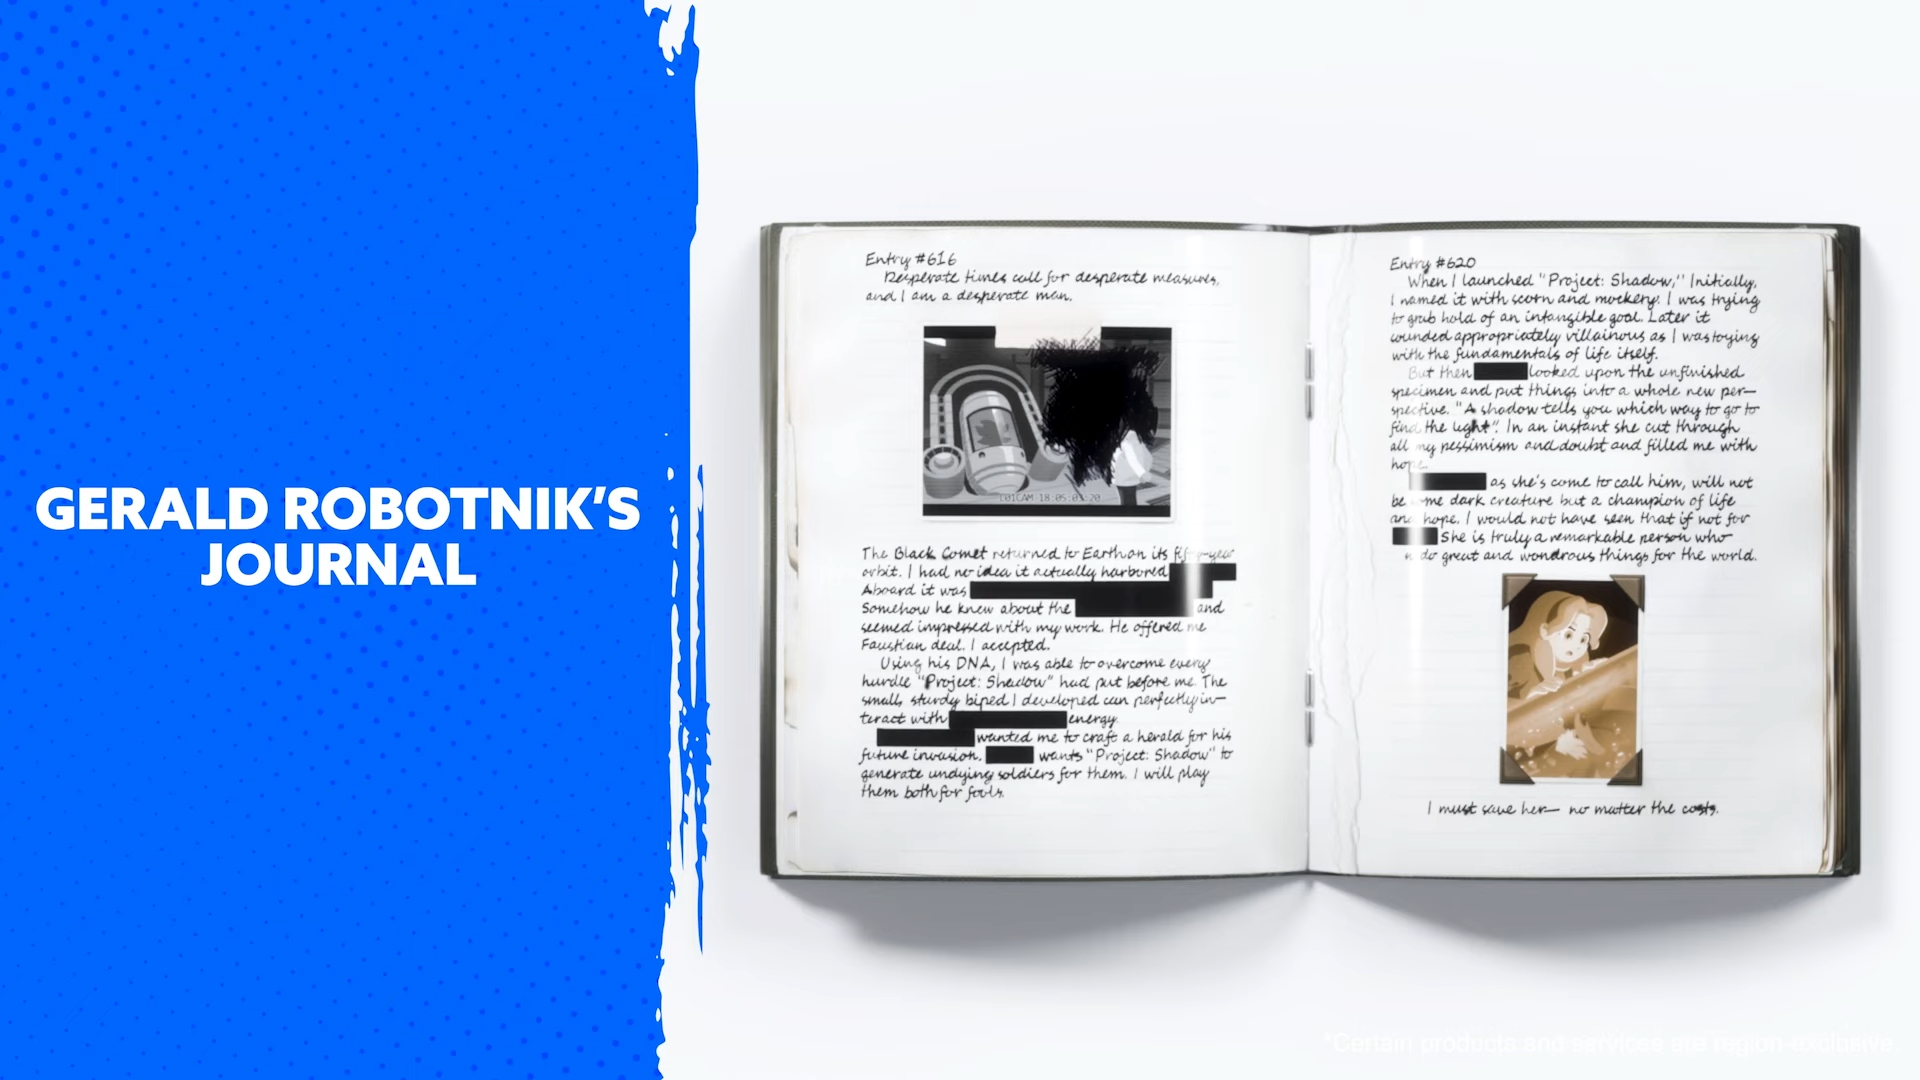 GERALD ROBOTNIK'S
JOURNAL
Entry #616
Desperate times call for desperate measures,
and I am a desperate man.
The Black Comet returned to Earth on its year
orbit. I had no idea it actually harbored
Aboard it was
Somehow he knew about the and
seemed impressed with my work. He offered me
Faustian deal. I accepted.
Using his DNA, I was able to overcome every
hurdle "Project: Shadow" had put before me. The
small, sturdy biped I developed can perfectly in-
teract with energy.
wanted me to craft a herald for his
future invasion. wants "Project: Shadow" to
generate undying soldiers for them. I will play
them both for fools.
Entry #620
When I launched "Project: Shadow," Initially,
I named it with scorn and mockery. I was trying
to grab hold of an intangible goal. Later it
sounded appropriately villainous as I was toying
with the fundamentals of life itself.
But then looked upon the unfinished
specimen and put things into a whole new per-
spective. "A shadow tells you which way to go to
find the light". In an instant she cut through
all my pessimism and doubt and filled me with
hope.
as she's come to call him, will not
be some dark creature but a champion of life
and hope. I would not have seen that if not for
She is truly a remarkable person who
do great and wondrous things for the world.
I must save her— no matter the costs.
*Certain products and services are region-exclusive.